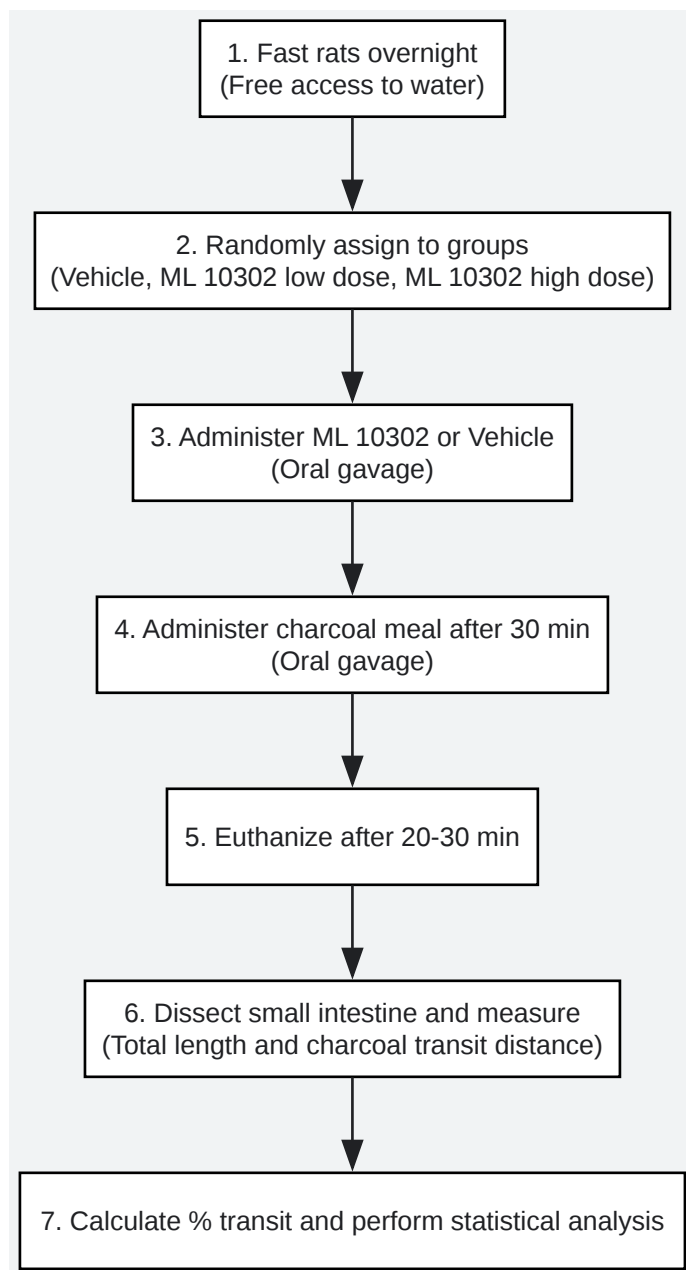 1. Fast rats overnight
(Free access to water)
2. Randomly assign to groups
(Vehicle, ML 10302 low dose, ML 10302 high dose)
3. Administer ML 10302 or Vehicle
(Oral gavage)
4. Administer charcoal meal after 30 min
(Oral gavage)
5. Euthanize after 20-30 min
6. Dissect small intestine and measure
(Total length and charcoal transit distance)
7. Calculate % transit and perform statistical analysis